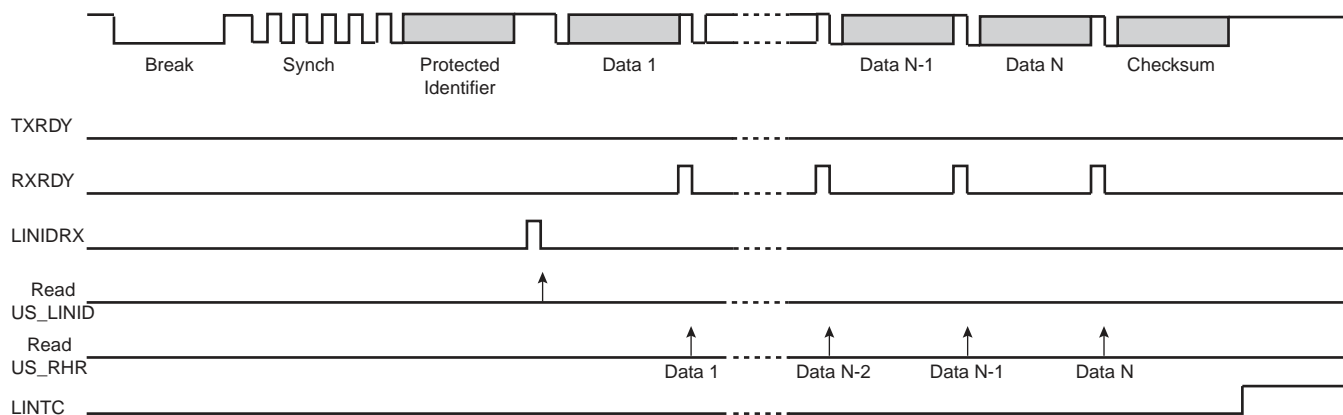 Break
Synch
Protected
Identifier
Data 1
Data N-1
Data N
Checksum
TXRDY
RXRDY
LINIDRX
Read
US_LINID
Read
US_RHR
Data 1
Data N-2
Data N-1
Data N
LINTC